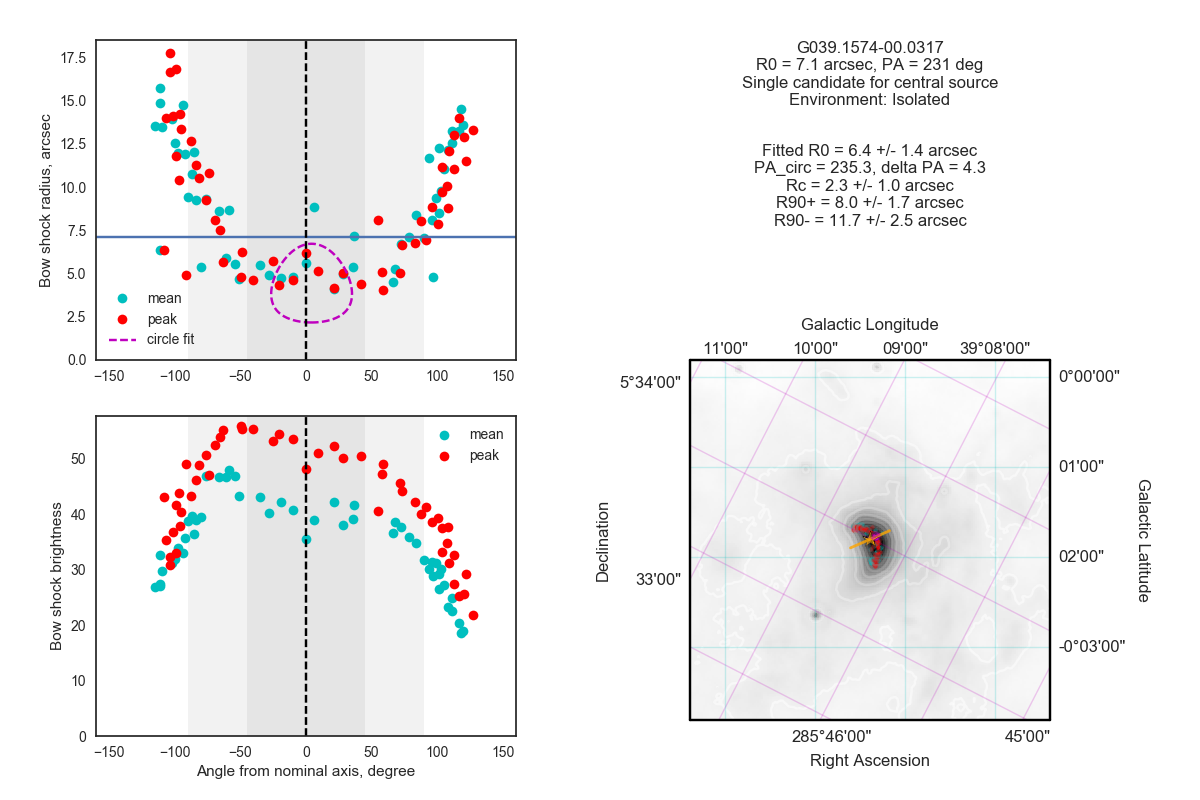 17.5
15.0
12.5
10.0
7.5
5.0
2.5
0.0
Bow shock radius, arcsec
mean
peak
circle fit
−150
−100
−50
0
50
100
150
50
40
30
20
10
0
Bow shock brightness
mean
peak
−150
−100
−50
0
50
100
150
Angle from nominal axis, degree
G039.1574-00.0317
R0 = 7.1 arcsec, PA = 231 deg
Single candidate for central source
Environment: Isolated
Fitted R0 = 6.4 +/- 1.4 arcsec
PA_circ = 235.3, delta PA = 4.3
Rc = 2.3 +/- 1.0 arcsec
R90+ = 8.0 +/- 1.7 arcsec
R90- = 11.7 +/- 2.5 arcsec
Galactic Longitude
11'00"
10'00"
09'00"
39°08'00"
5°34'00"
33'00"
Declination
0°00'00"
01'00"
02'00"
-0°03'00"
Galactic Latitude
285°46'00"
45'00"
Right Ascension